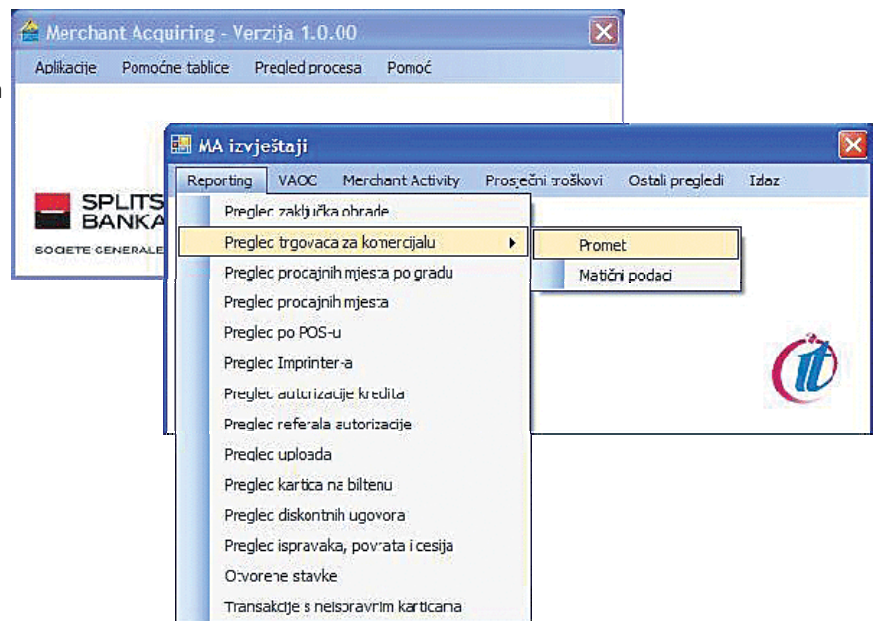 Merchant Acquiring - Verzija 1.0.00
Aplikacije Pomoćne tablice Pregled procesa Pomoć
SPLITS
BANKA
SOCIETE GENERALE
MA izvještaji
Reporting VAOC Merchant Activity Prosječni troškovi Ostali pregledi Izlaz
Pregled zaključka obrade
Pregled trgovaca za komercijalu
Promet
Matični podaci
Pregled prodajnih mjesta po gradu
Pregled prodajnih mjesta
Pregled po POS-u
Pregled Imprinter-a
Pregled autorizacije kredita
Pregled referala autorizacije
Pregled uploada
Pregled kartica na biltenu
Pregled diskontnih ugovora
Pregled ispravaka, povrata i cesija
Otvorene stavke
Transakcije s neispravnim karticama
it